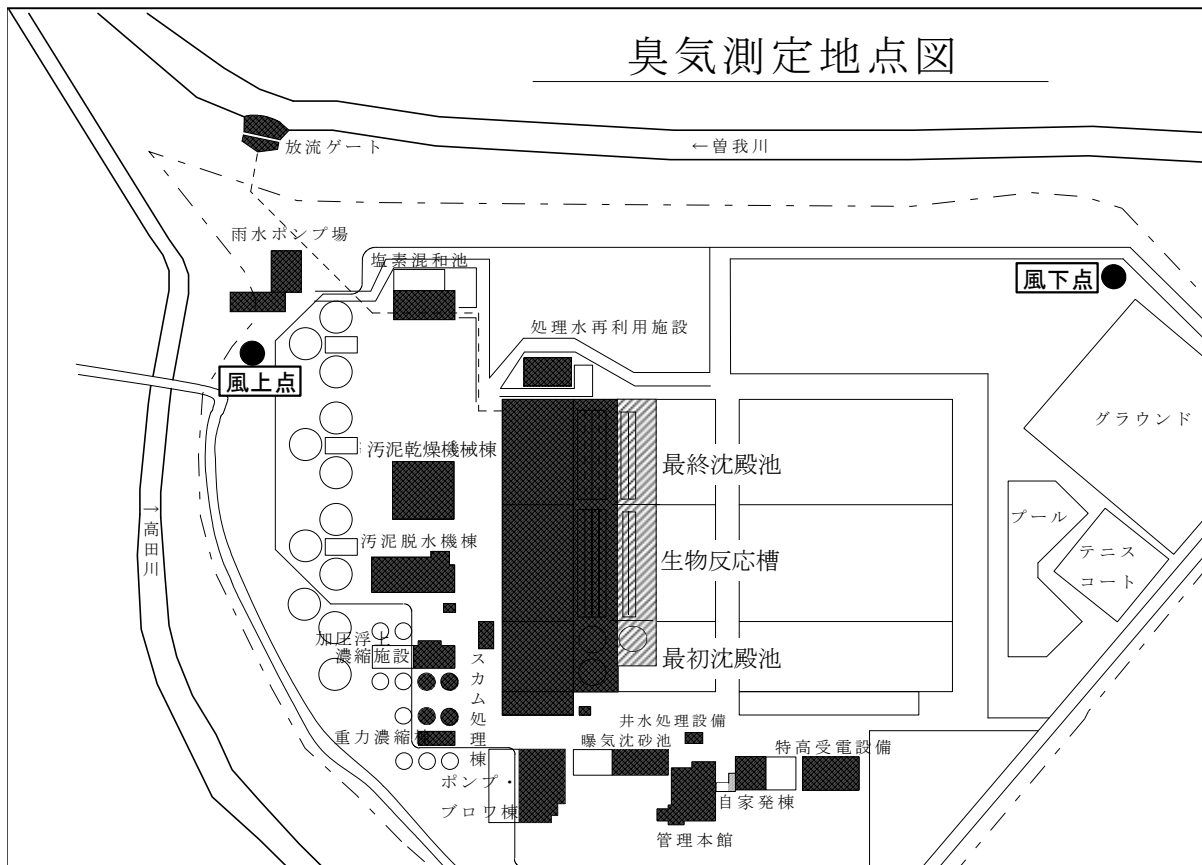 臭気測定地点図
放流ゲート
←曽我川
雨水ポンプ場
塩素混和池
風下点
処理水再利用施設
風上点
グラウンド
汚泥乾燥機械棟
最終沈殿池
→高田川
プール
汚泥脱水機棟
テニス
コート
生物反応槽
加圧浮上
濃縮施設
スカム処理棟
最初沈殿池
井水処理設備
重力濃縮棟
曝気沈砂池
特高受電設備
ポンプ・
ブロワ棟
自家発棟
管理本館